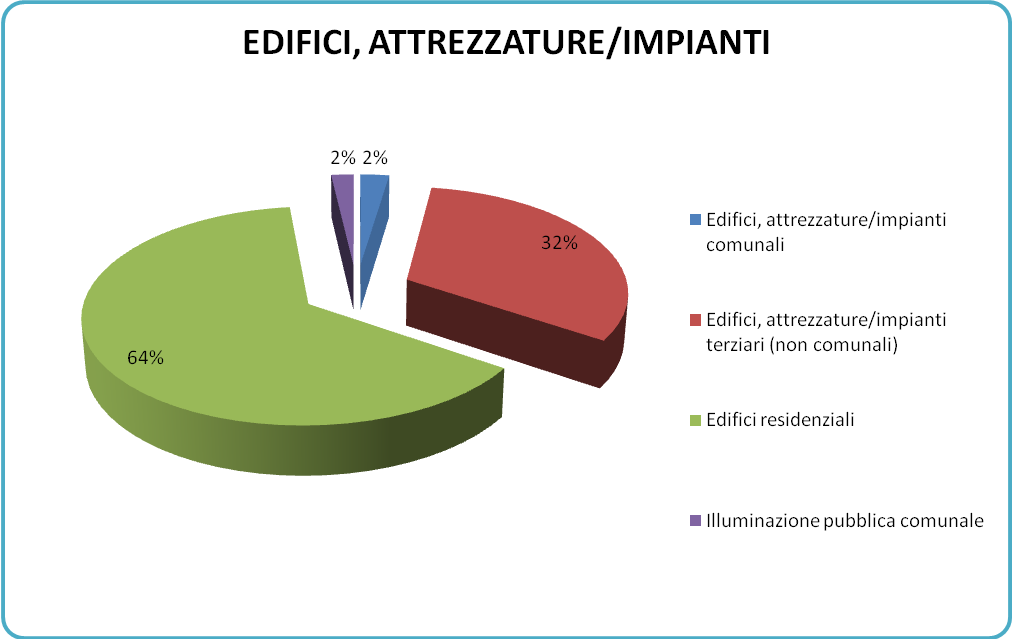 EDIFICI, ATTREZZATURE/IMPIANTI
2% 2%
32%
64%
Edifici, attrezzature/impianti
comunali
Edifici, attrezzature/impianti
terziari (non comunali)
Edifici residenziali
Illuminazione pubblica comunale